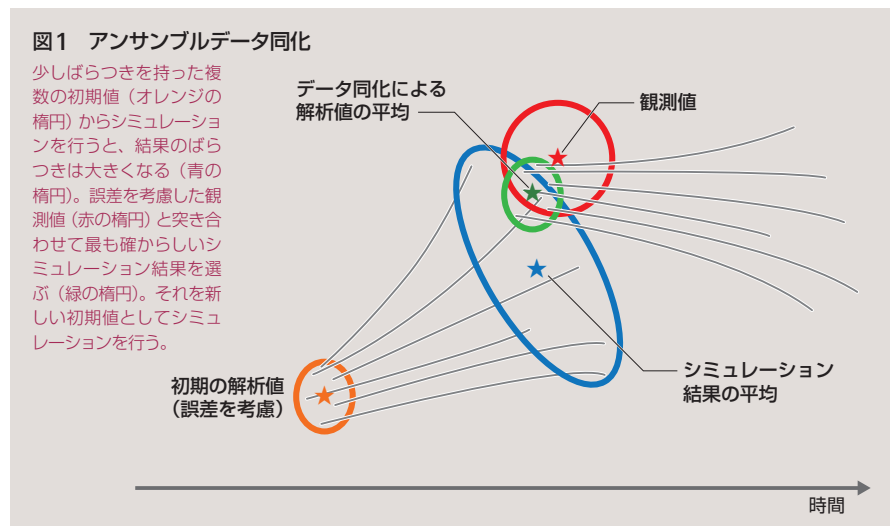 図1 アンサンブルデータ同化
少しばらつきを持った複
数の初期値（オレンジの
楕円）からシミュレーショ
ンを行うと、結果のばら
つきは大きくなる（青の
楕円）。誤差を考慮した観
測値（赤の楕円）と突き合
わせて最も確からしいシ
ミュレーション結果を選
ぶ（緑の楕円）。それを新
しい初期値としてシミュ
レーションを行う。
データ同化による
解析値の平均
観測値
シミュレーション
結果の平均
初期の解析値
（誤差を考慮）
時間